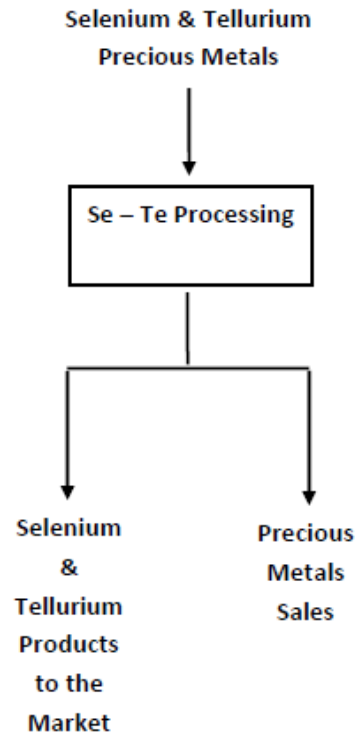 Selenium & Tellurium
Precious Metals
Se – Te Processing
Selenium
&
Tellurium
Products
to the
Market
Precious
Metals
Sales